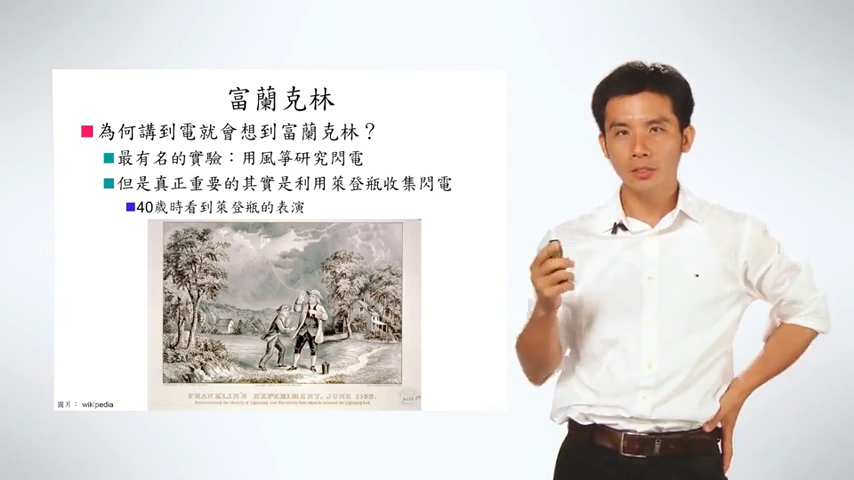 富蘭克林
為何講到電就會想到富蘭克林？
最有名的實驗：用風箏研究閃電
但是真正重要的其實是利用萊登瓶收集閃電
40歲時看到萊登瓶的表演
FRANKLIN'S EXPERIMENT, JUNE 1752.
圖片： wikipedia